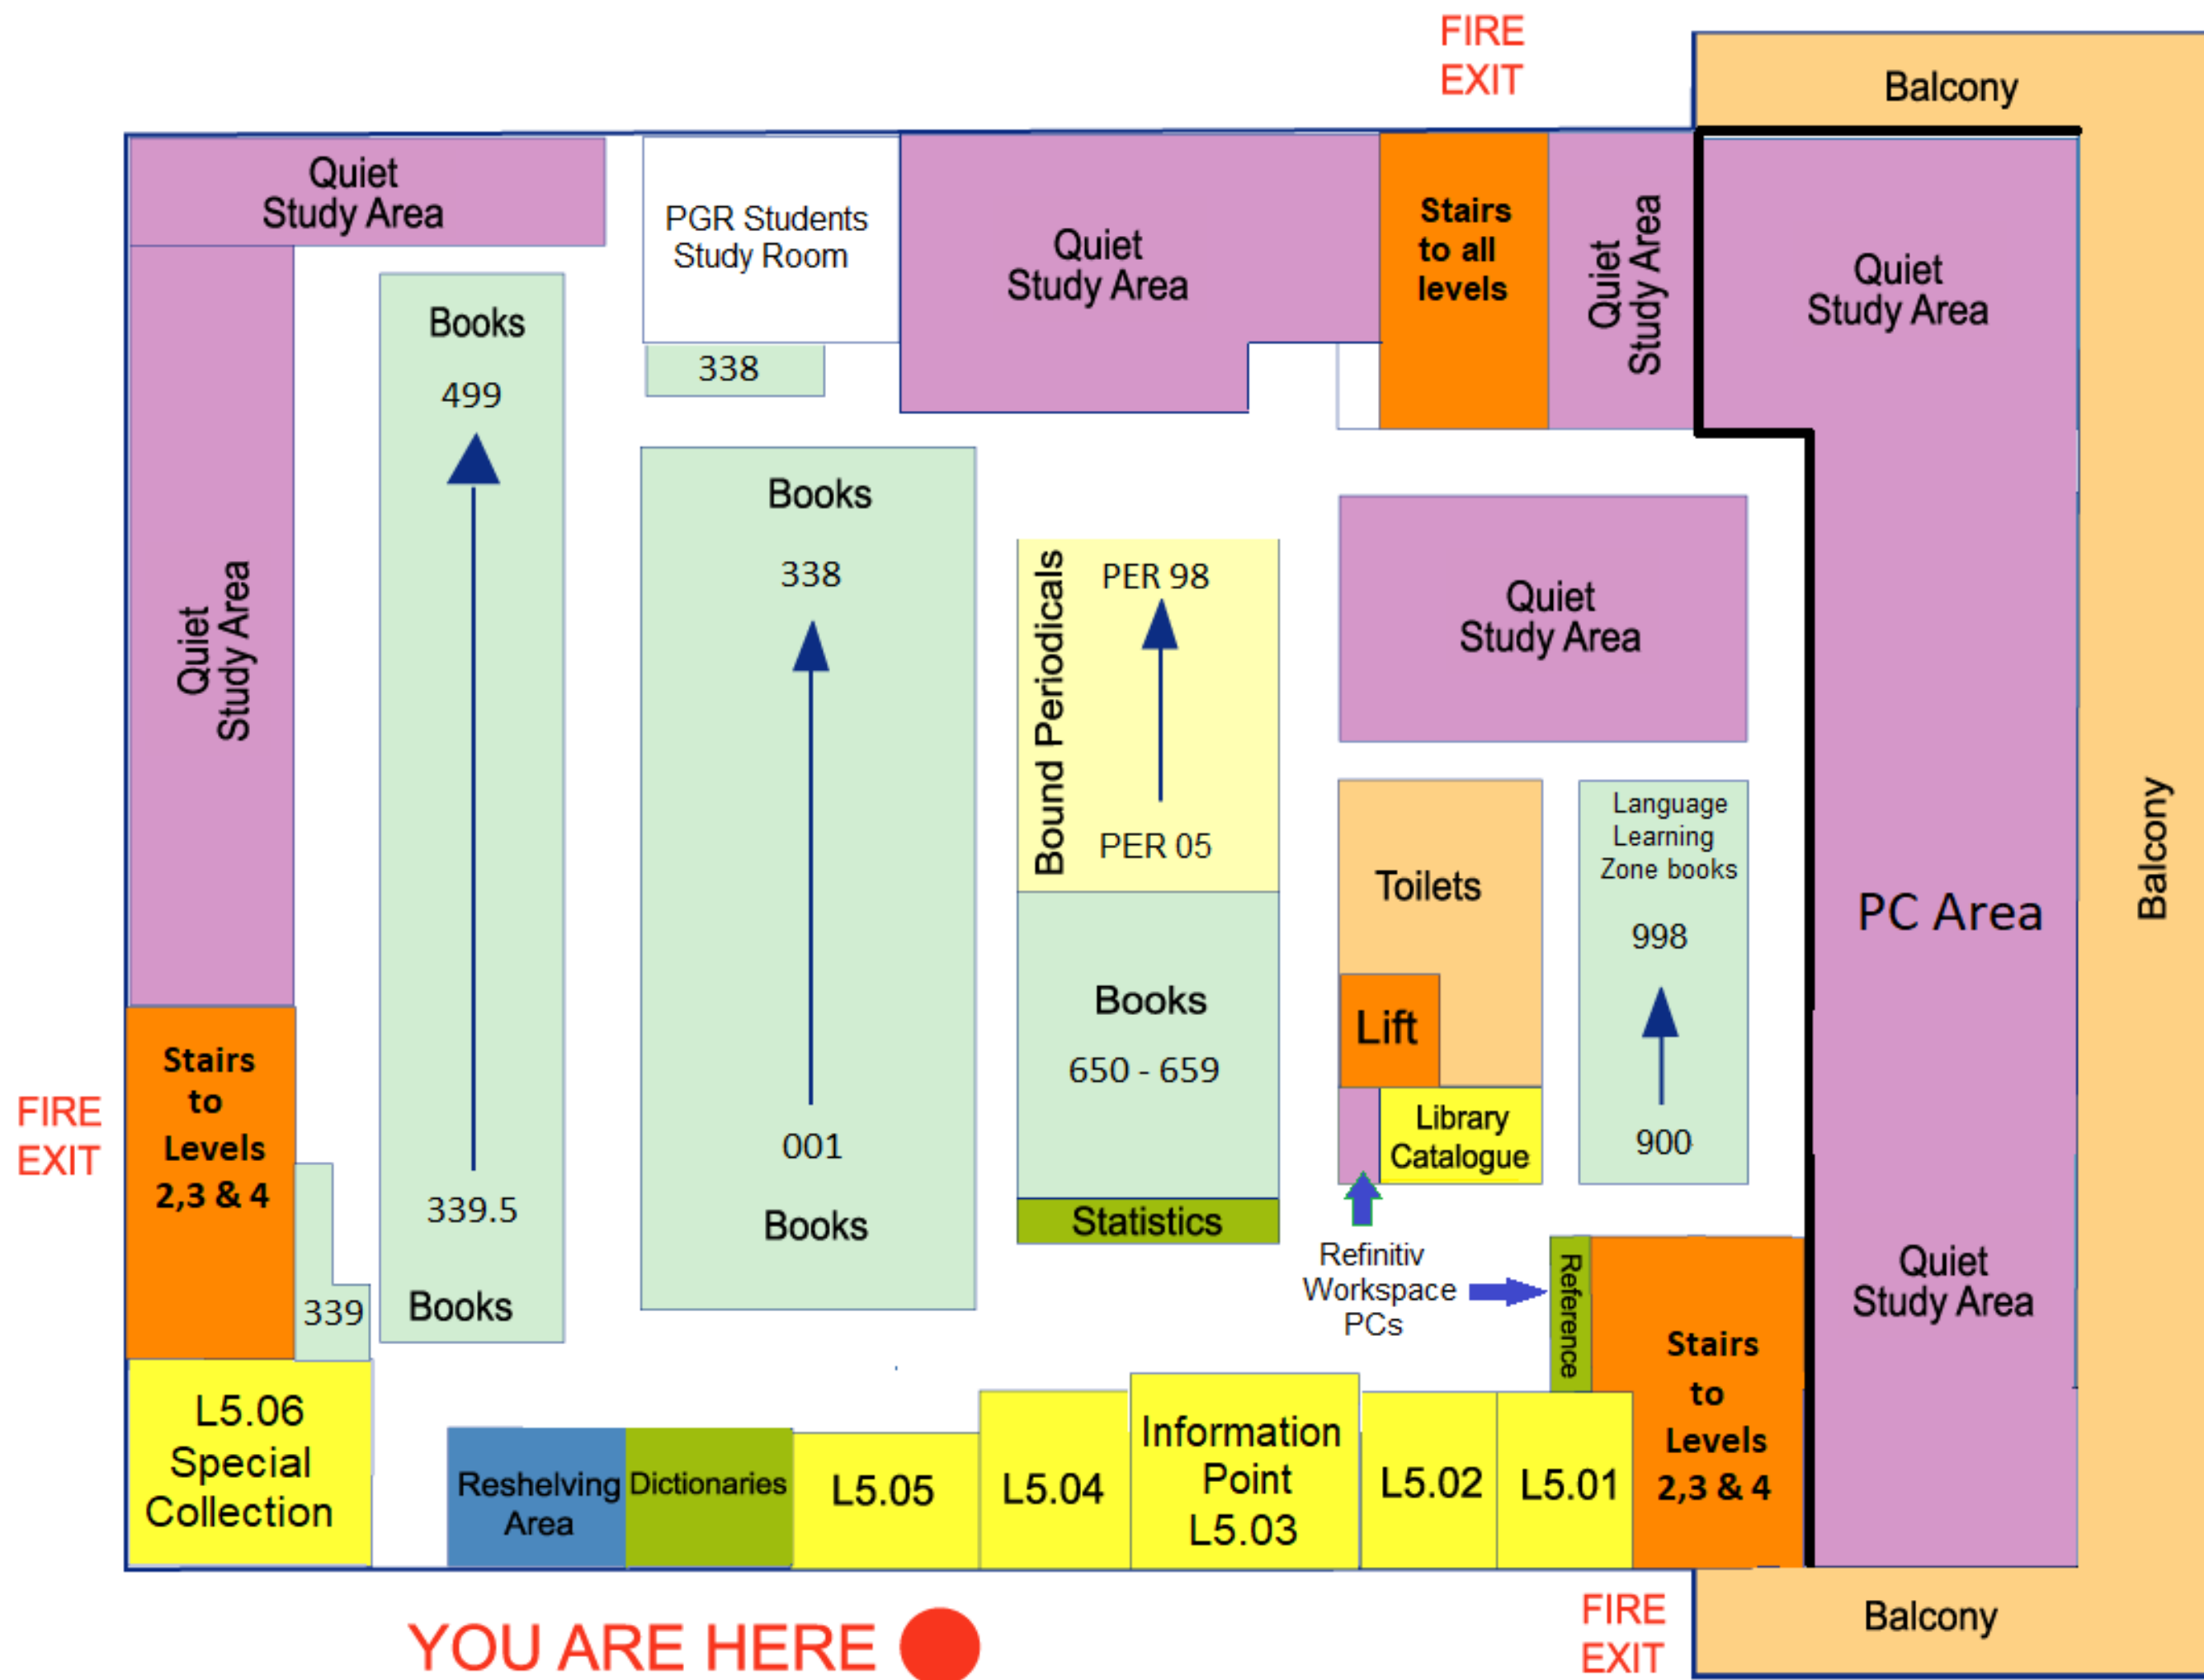 FIRE
EXIT
Balcony
Quiet
Study Area
PGR Students
Study Room
Quiet
Study Area
Stairs
to all
levels
Quiet
Study Area
Quiet
Study Area
Books
499
338
Books
338
Bound Periodicals
PER 98
PER 05
Quiet
Study Area
Quiet
Study Area
Language
Learning
Zone books
998
900
Toilets
PC Area
Balcony
Books
650 - 659
Lift
Library
Catalogue
Stairs
to
Levels
2,3 & 4
FIRE
EXIT
001
Books
339.5
Books
339
Statistics
Refinitiv
Workspace
PCs
Reference
Quiet
Study Area
Stairs
to
Levels
2,3 & 4
L5.06
Special
Collection
Reshelving
Area
Dictionaries
L5.05
L5.04
Information
Point
L5.03
L5.02
L5.01
YOU ARE HERE
FIRE
EXIT
Balcony